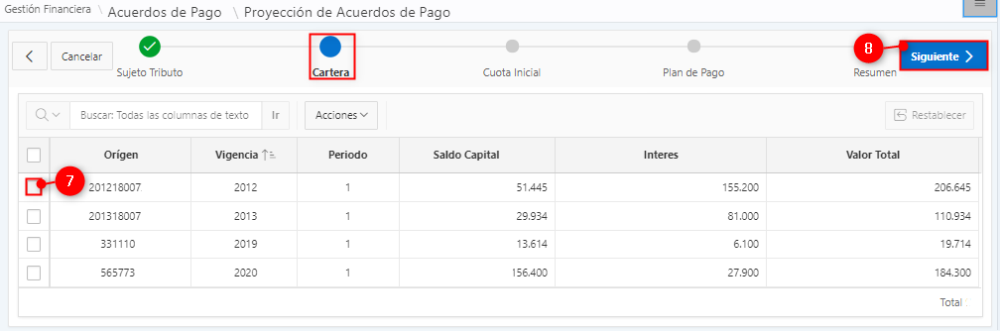 Gestión Financiera \ Acuerdos de Pago \ Proyección de Acuerdos de Pago
Cancelar
Sujeto Tributo
Cartera
Cuota Inicial
Plan de Pago
Resumen
8
Siguiente
Buscar: Todas las columnas de texto
Ir
Acciones
Restablecer
Orígen Vigencia Periodo Saldo Capital Interes Valor Total
7
201218007 2012 1 51.445 155.200 206.645
201318007 2013 1 29.934 81.000 110.934
331110 2019 1 13.614 6.100 19.714
565773 2020 1 156.400 27.900 184.300
Total